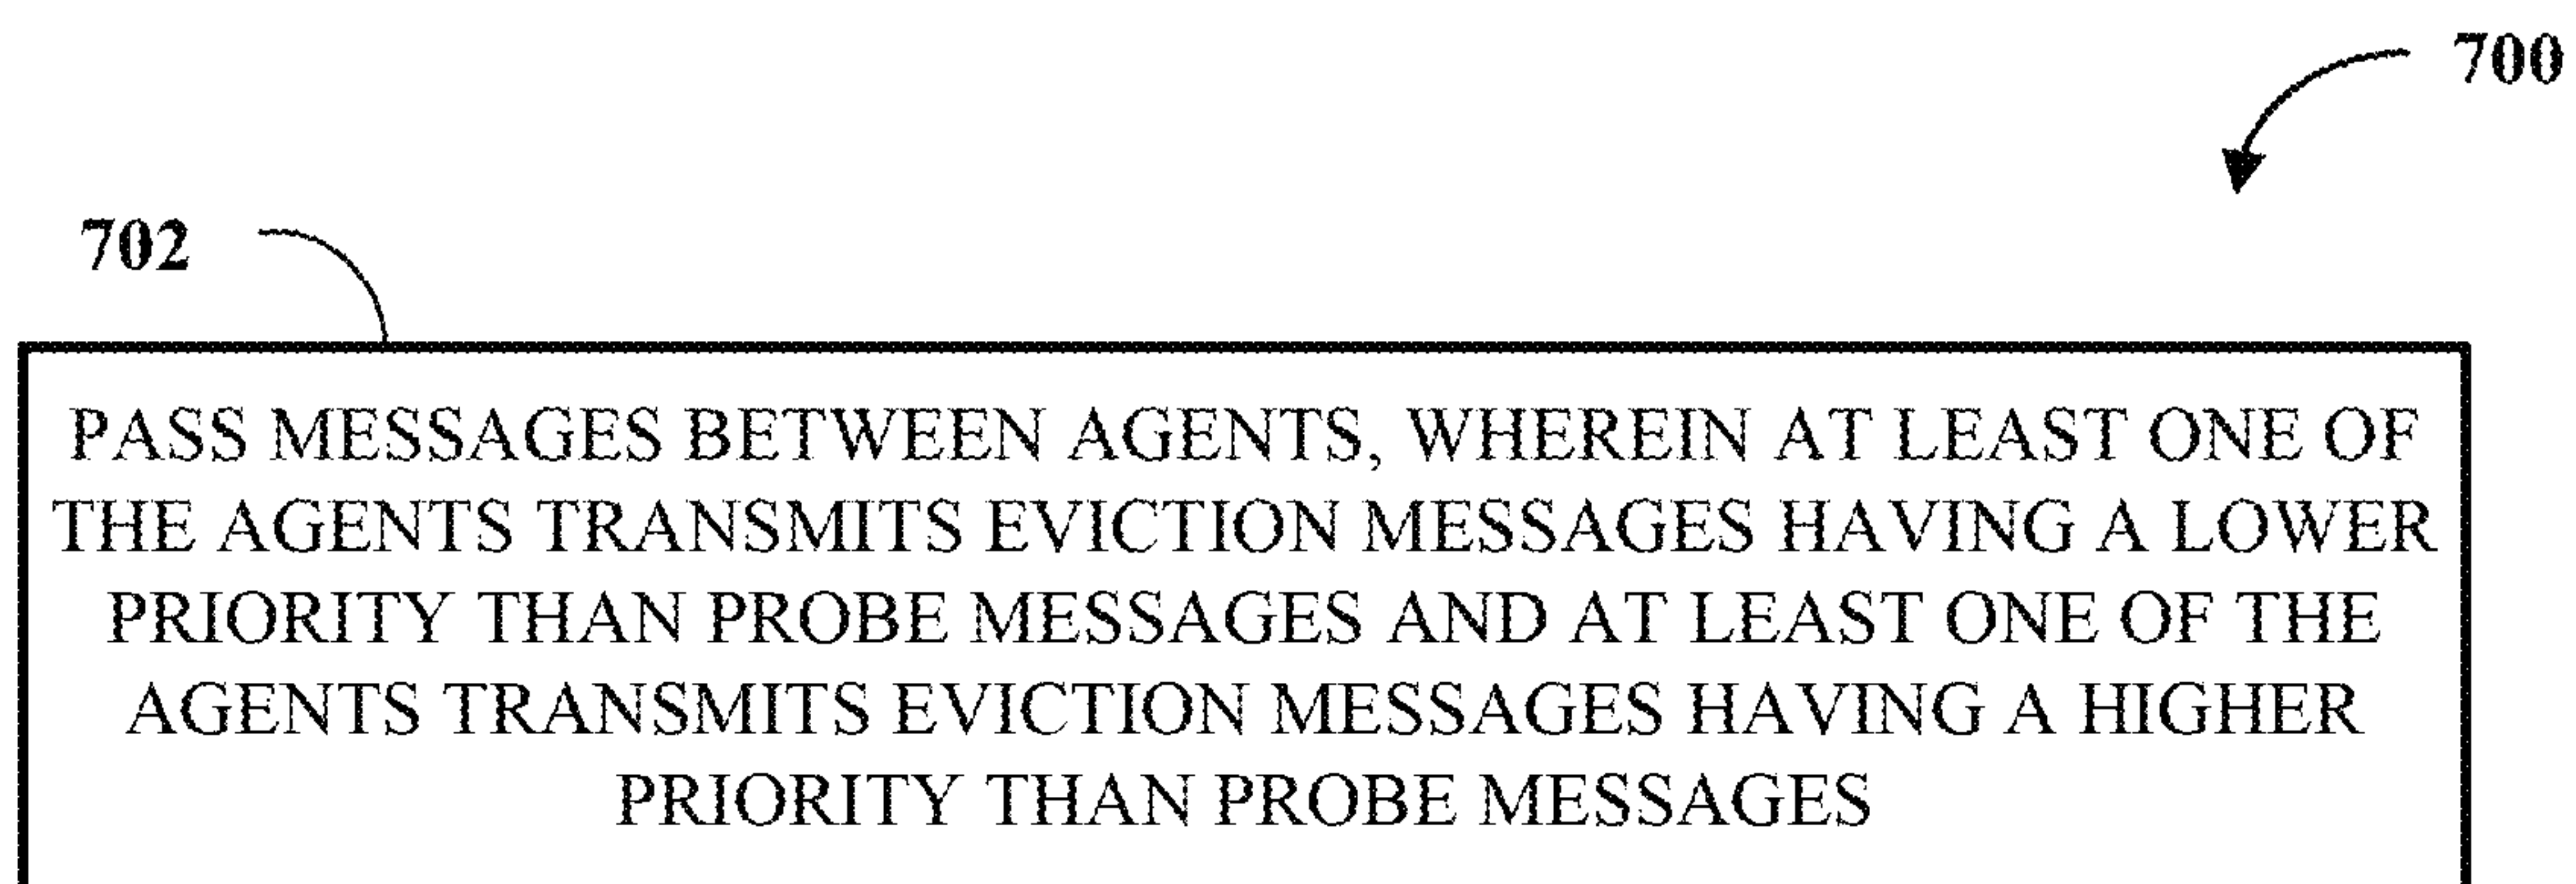 700
702
PASS MESSAGES BETWEEN AGENTS, WHEREIN AT LEAST ONE OF
THE AGENTS TRANSMITS EVICTION MESSAGES HAVING A LOWER
PRIORITY THAN PROBE MESSAGES AND AT LEAST ONE OF THE
AGENTS TRANSMITS EVICTION MESSAGES HAVING A HIGHER
PRIORITY THAN PROBE MESSAGES